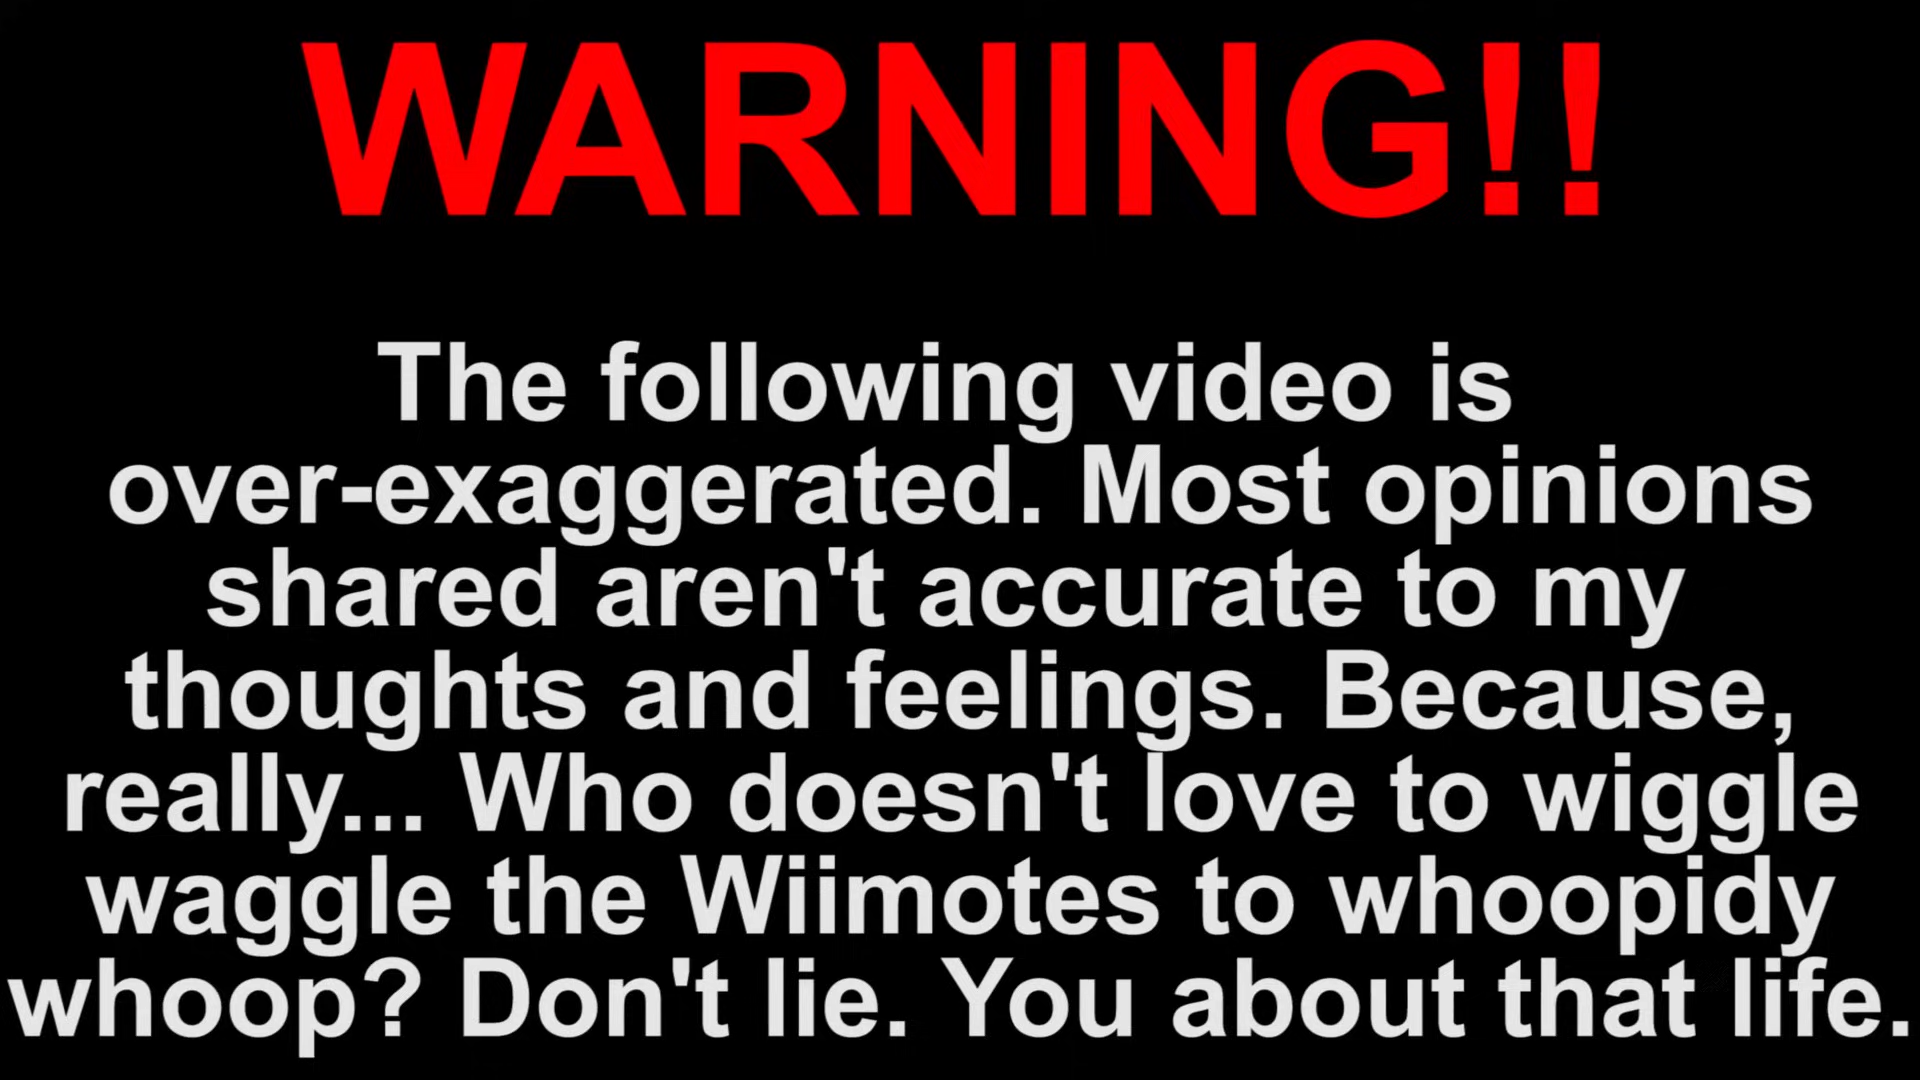 WARNING!!
The following video is
over-exaggerated. Most opinions
shared aren't accurate to my
thoughts and feelings. Because,
really... Who doesn't love to wiggle
waggle the Wiimotes to whoopidy
whoop? Don't lie. You about that life.